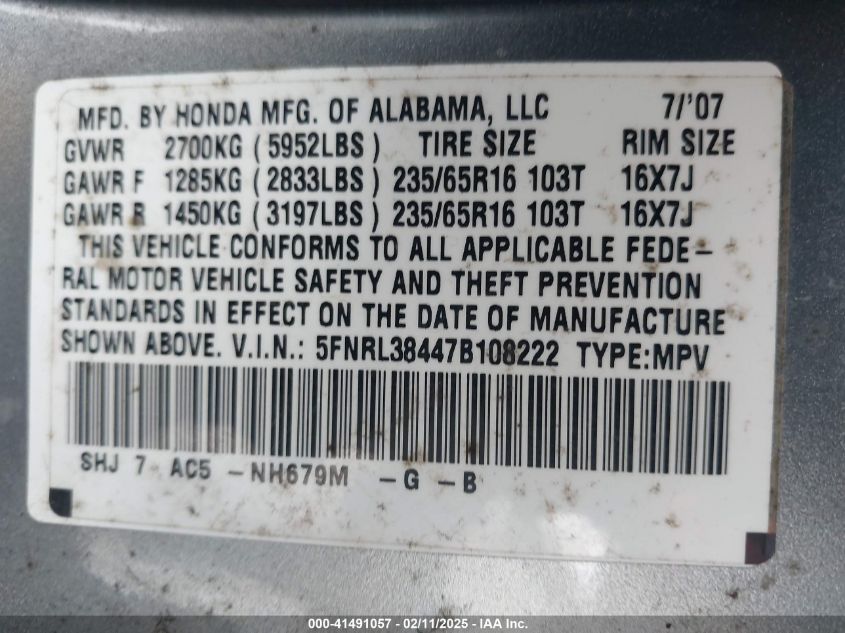 MFD. BY HONDA MFG. OF ALABAMA, LLC 7/'07
GVWR 2700KG (5952LBS) TIRE SIZE RIM SIZE
GAWR F 1285KG (2833LBS) 235/65R16 103T 16X7J
GAWR R 1450KG (3197LBS) 235/65R16 103T 16X7J
THIS VEHICLE CONFORMS TO ALL APPLICABLE FEDE-
RAL MOTOR VEHICLE SAFETY AND THEFT PREVENTION
STANDARDS IN EFFECT ON THE DATE OF MANUFACTURE
SHOWN ABOVE. V.I.N.: 5FNRL38447B108222 TYPE:MPV
SHJ 7 AC5 -NH679M -G -B
000-41491057 - 02/11/2025 - IAA Inc.